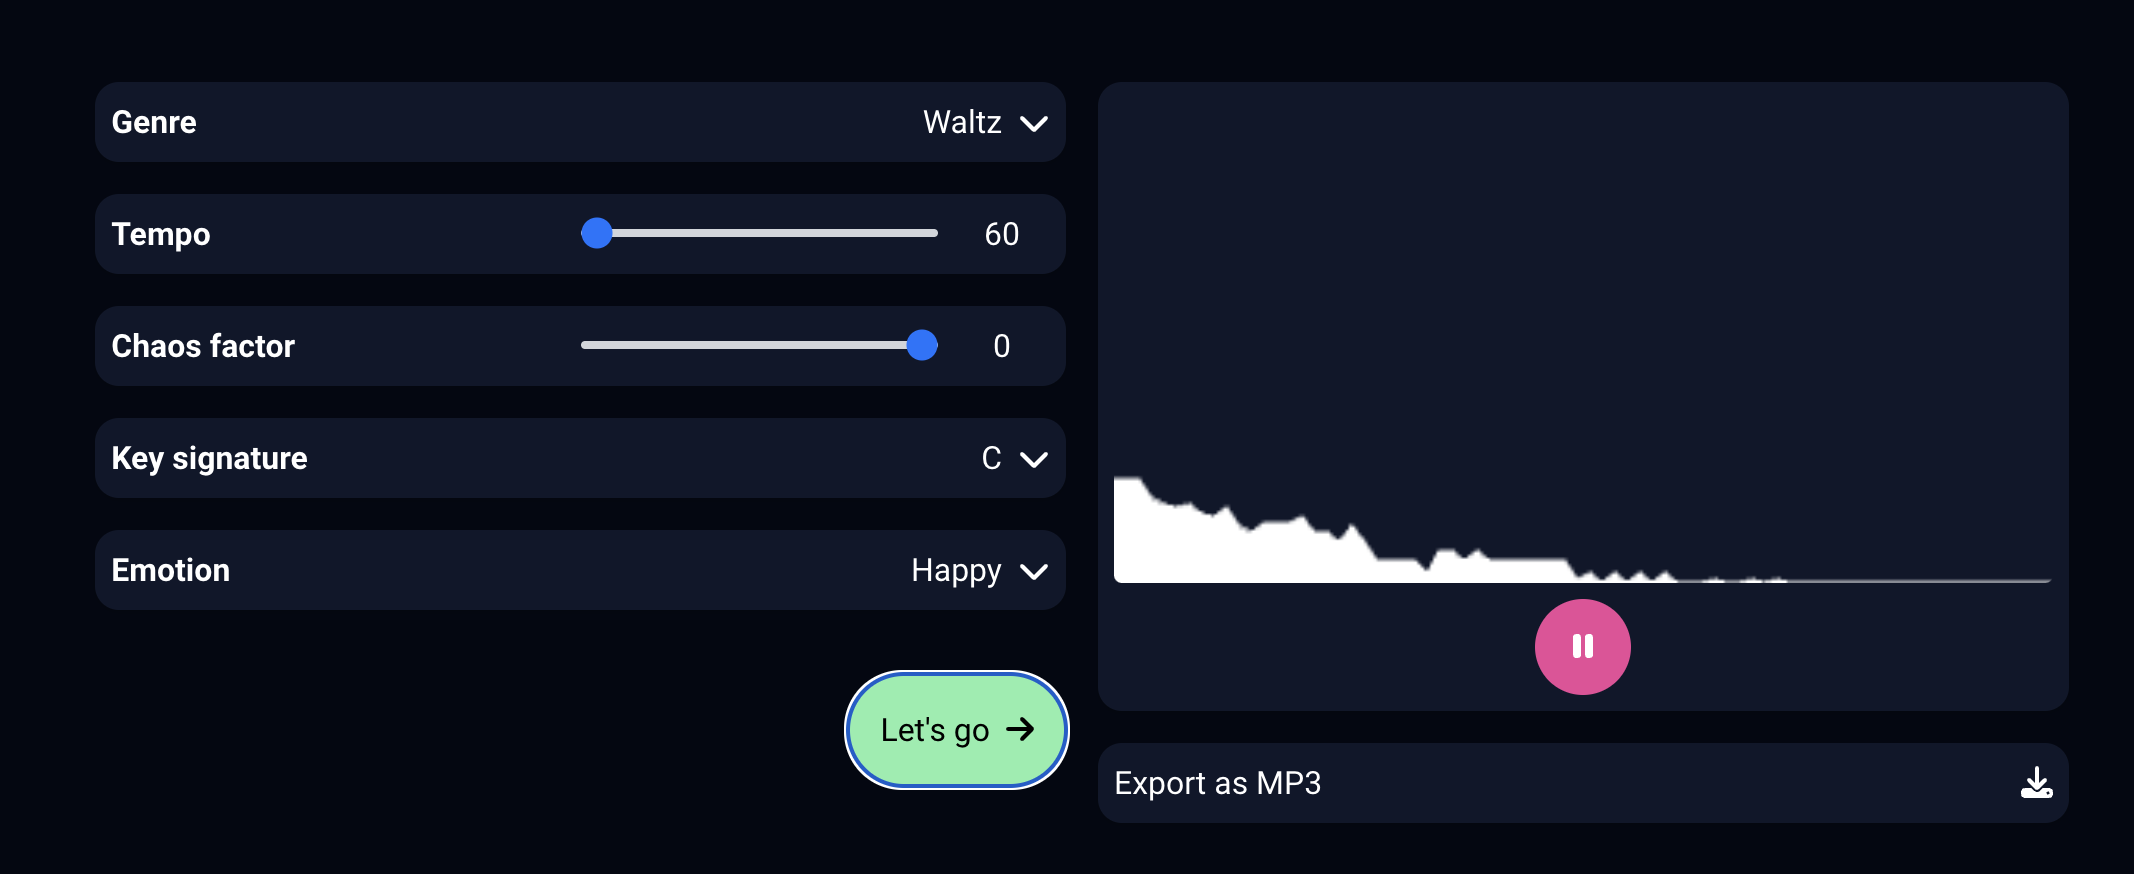 Genre Waltz
Tempo 60
Chaos factor 0
Key signature C
Emotion Happy
Let's go
Export as MP3